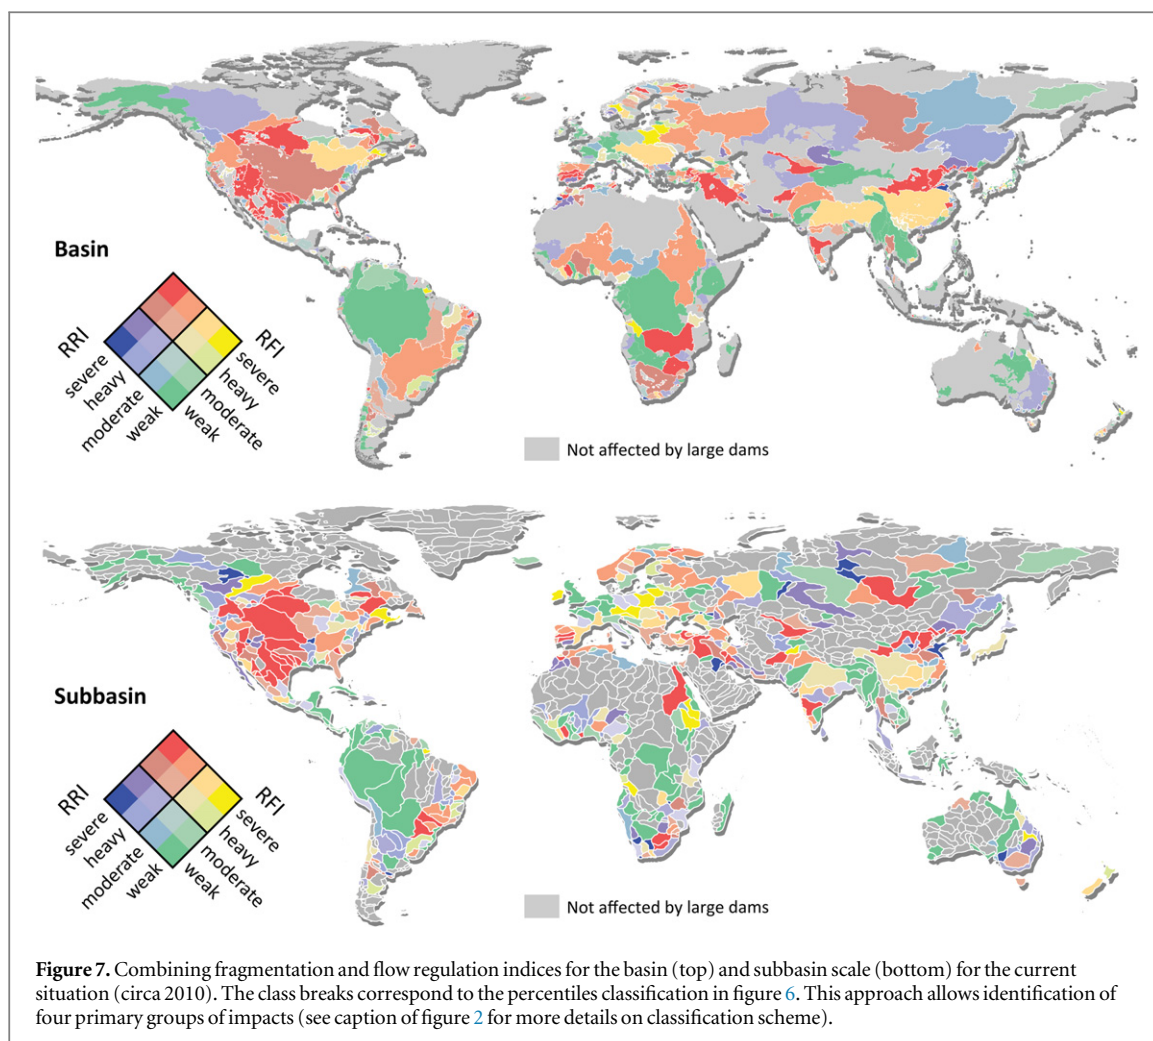 Basin
RRI
RFI
severe
heavy
moderate
weak
severe
heavy
moderate
weak
Not affected by large dams
Subbasin
RRI
RFI
severe
heavy
moderate
weak
severe
heavy
moderate
weak
Not affected by large dams
Figure 7. Combining fragmentation and flow regulation indices for the basin (top) and subbasin scale (bottom) for the current
situation (circa 2010). The class breaks correspond to the percentiles classification in figure 6. This approach allows identification of
four primary groups of impacts (see caption of figure 2 for more details on classification scheme).